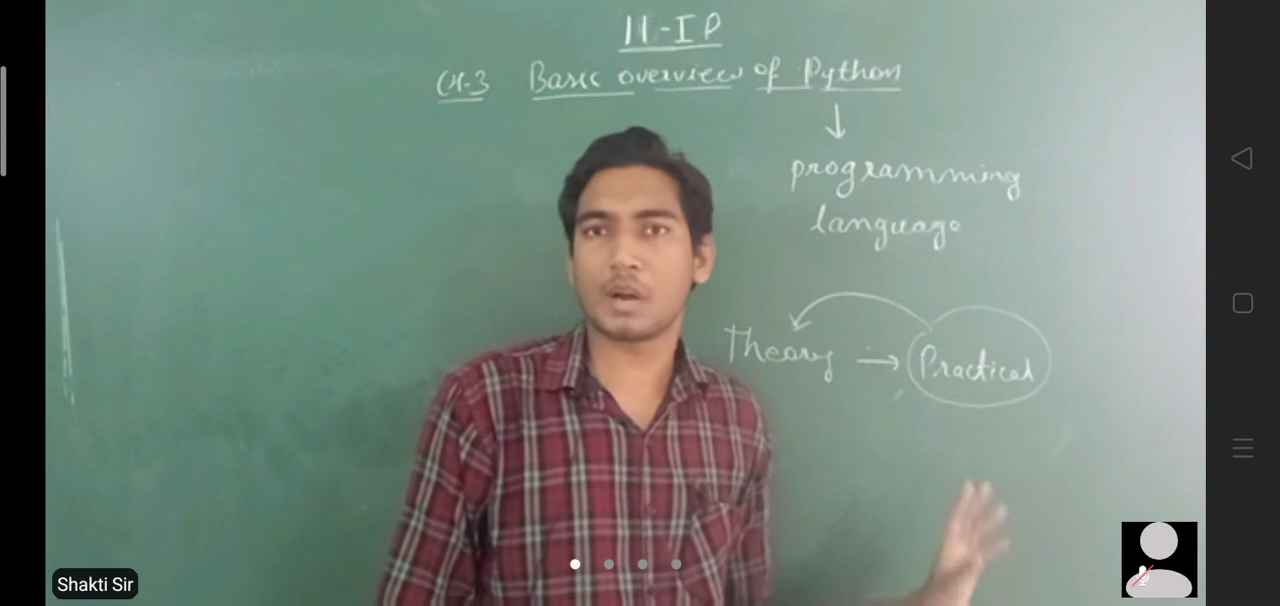 11-IP
CH-3 Basic overview of Python
↓
programming
language
Theory → Practical
Shakti Sir